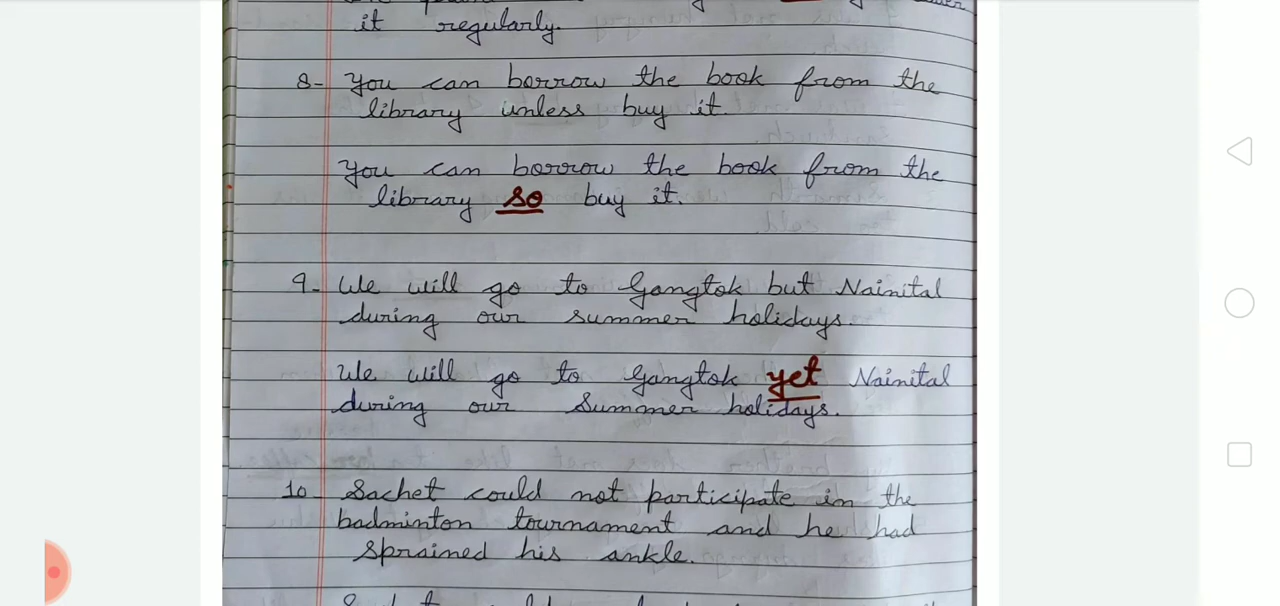 it regularly.
8- You can borrow the book from the
library unless buy it.
You can borrow the book from the
library so buy it.
9- We will go to Gangtok but Nainital
during our summer holidays.
We will go to Gangtok yet Nainital
during our Summer holidays.
10- Sachet could not participate in the
badminton tournament and he had
sprained his ankle.